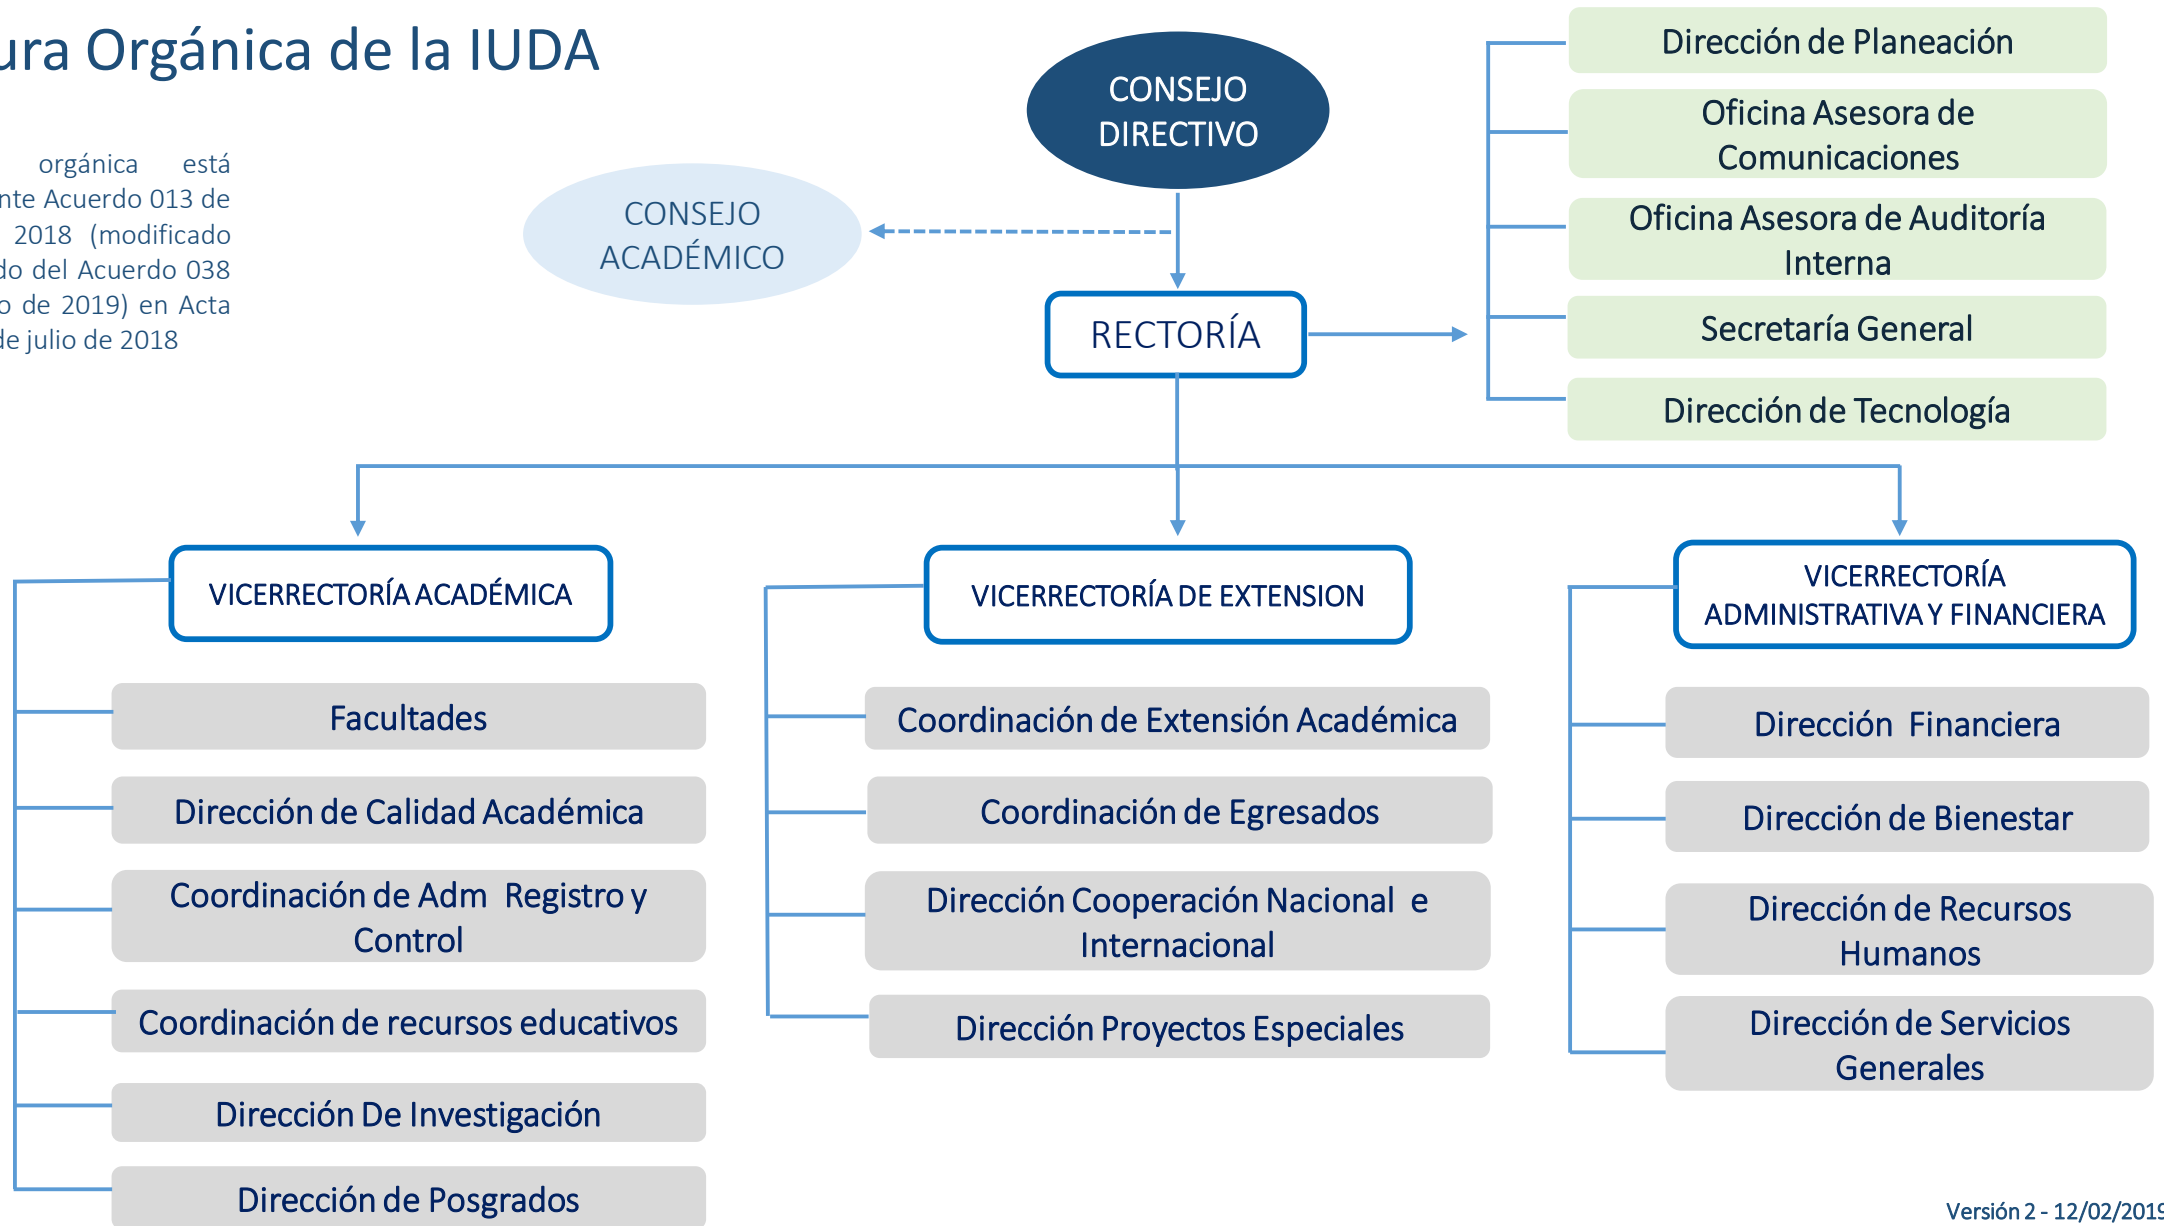 ura Orgánica de la IUDA
orgánica está
nte Acuerdo 013 de
2018 (modificado
do del Acuerdo 038
o de 2019) en Acta
de julio de 2018
CONSEJO
DIRECTIVO
CONSEJO
ACADÉMICO
RECTORÍA
Dirección de Planeación
Oficina Asesora de
Comunicaciones
Oficina Asesora de Auditoría
Interna
Secretaría General
Dirección de Tecnología
VICERRECTORÍA ACADÉMICA
Facultades
Dirección de Calidad Académica
Coordinación de Adm Registro y
Control
Coordinación de recursos educativos
Dirección De Investigación
Dirección de Posgrados
VICERRECTORÍA DE EXTENSION
Coordinación de Extensión Académica
Coordinación de Egresados
Dirección Cooperación Nacional e
Internacional
Dirección Proyectos Especiales
VICERRECTORÍA
ADMINISTRATIVA Y FINANCIERA
Dirección Financiera
Dirección de Bienestar
Dirección de Recursos
Humanos
Dirección de Servicios
Generales
Versión 2 - 12/02/2019